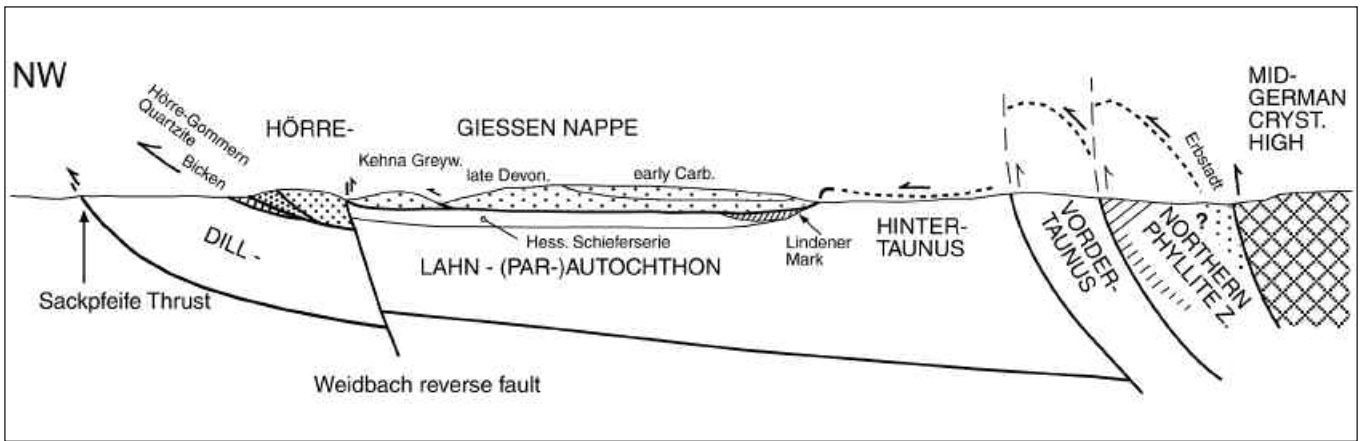 NW
Hörre-Gommern
Quartzite
Bicken
HÖRRE-
GIESSEN NAPPE
Kehna Greyw.
late Devon.
early Carb.
Erbstadt
MID-
GERMAN
CRYST.
HIGH
DILL -
Hess. Schieferserie
LAHN - (PAR-)AUTOCHTHON
Lindener
Mark
HINTER-
TAUNUS
VORDER-
TAUNUS
?
NORTHERN
PHYLLITE Z.
Sackpfeife Thrust
Weidbach reverse fault